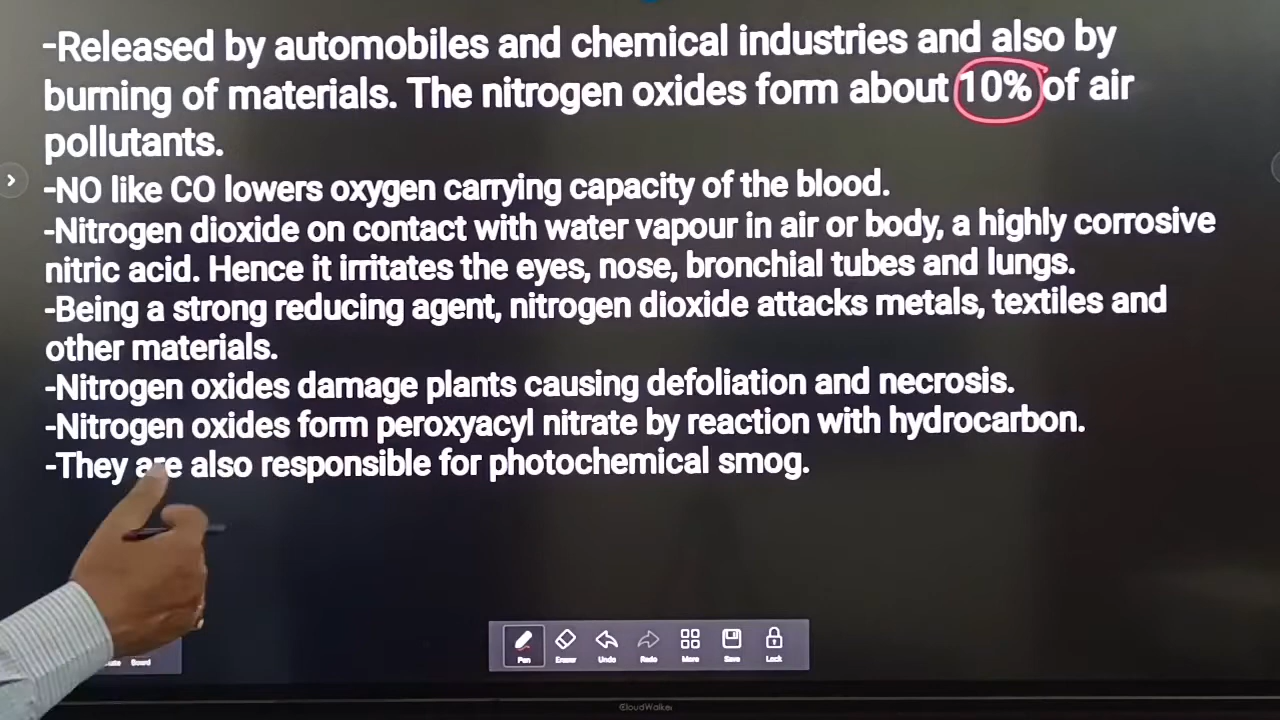 -Released by automobiles and chemical industries and also by
burning of materials. The nitrogen oxides form about 10% of air
pollutants.
-NO like CO lowers oxygen carrying capacity of the blood.
-Nitrogen dioxide on contact with water vapour in air or body, a highly corrosive
nitric acid. Hence it irritates the eyes, nose, bronchial tubes and lungs.
-Being a strong reducing agent, nitrogen dioxide attacks metals, textiles and
other materials.
-Nitrogen oxides damage plants causing defoliation and necrosis.
-Nitrogen oxides form peroxyacyl nitrate by reaction with hydrocarbon.
-They are also responsible for photochemical smog.
Pen Eraser Undo Redo More Save Lock
Board
CloudWalker